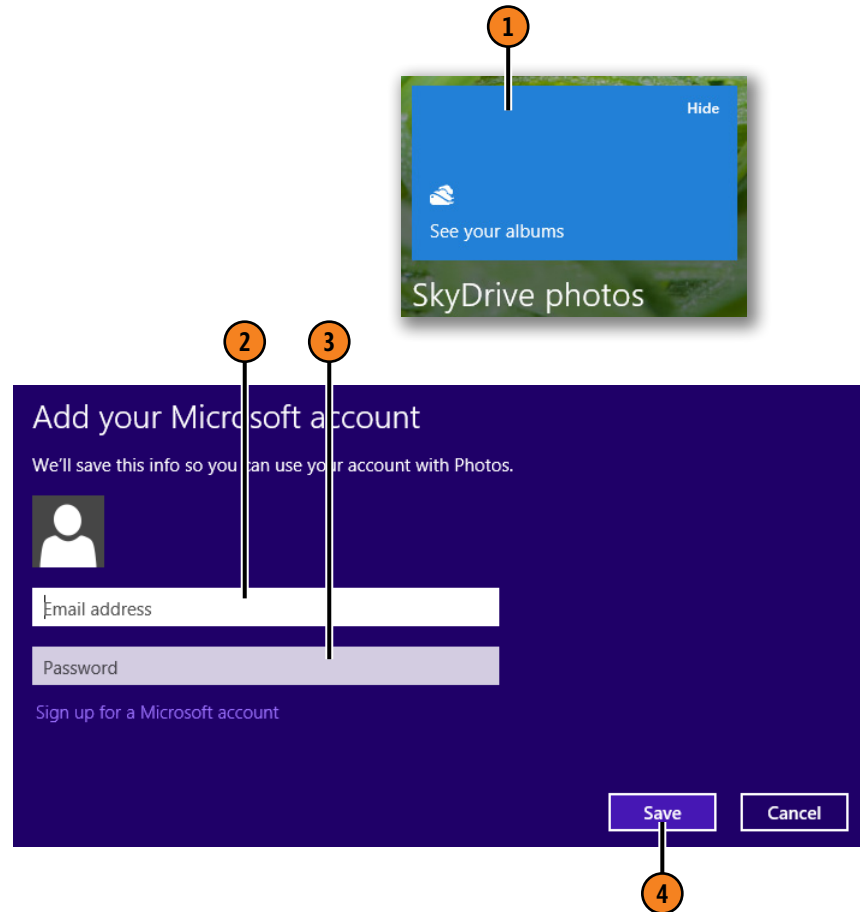 1
Hide
See your albums
SkyDrive photos
2 3
Add your Microsoft account
We'll save this info so you can use your account with Photos.
Email address
Password
Sign up for a Microsoft account
Save Cancel
4